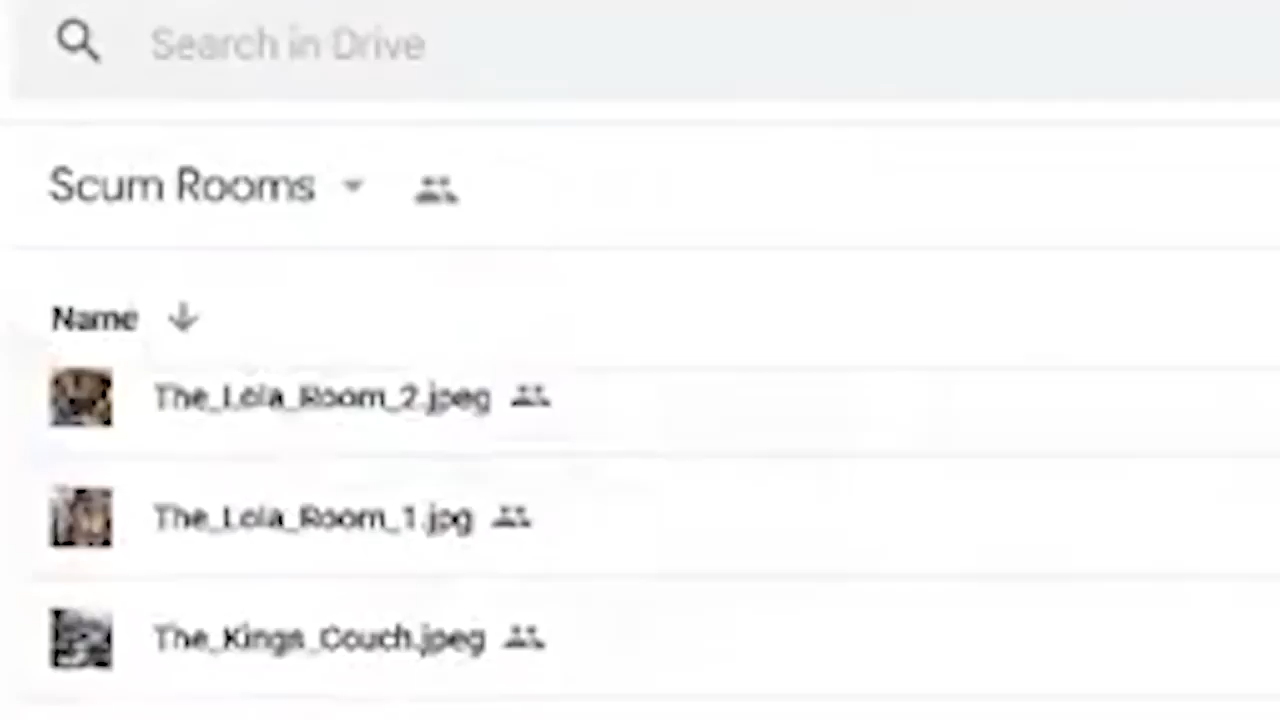 Search in Drive
Scum Rooms
Name
The_Lola_Room_2.jpeg
The_Lola_Room_1.jpg
The_Kings_Couch.jpeg